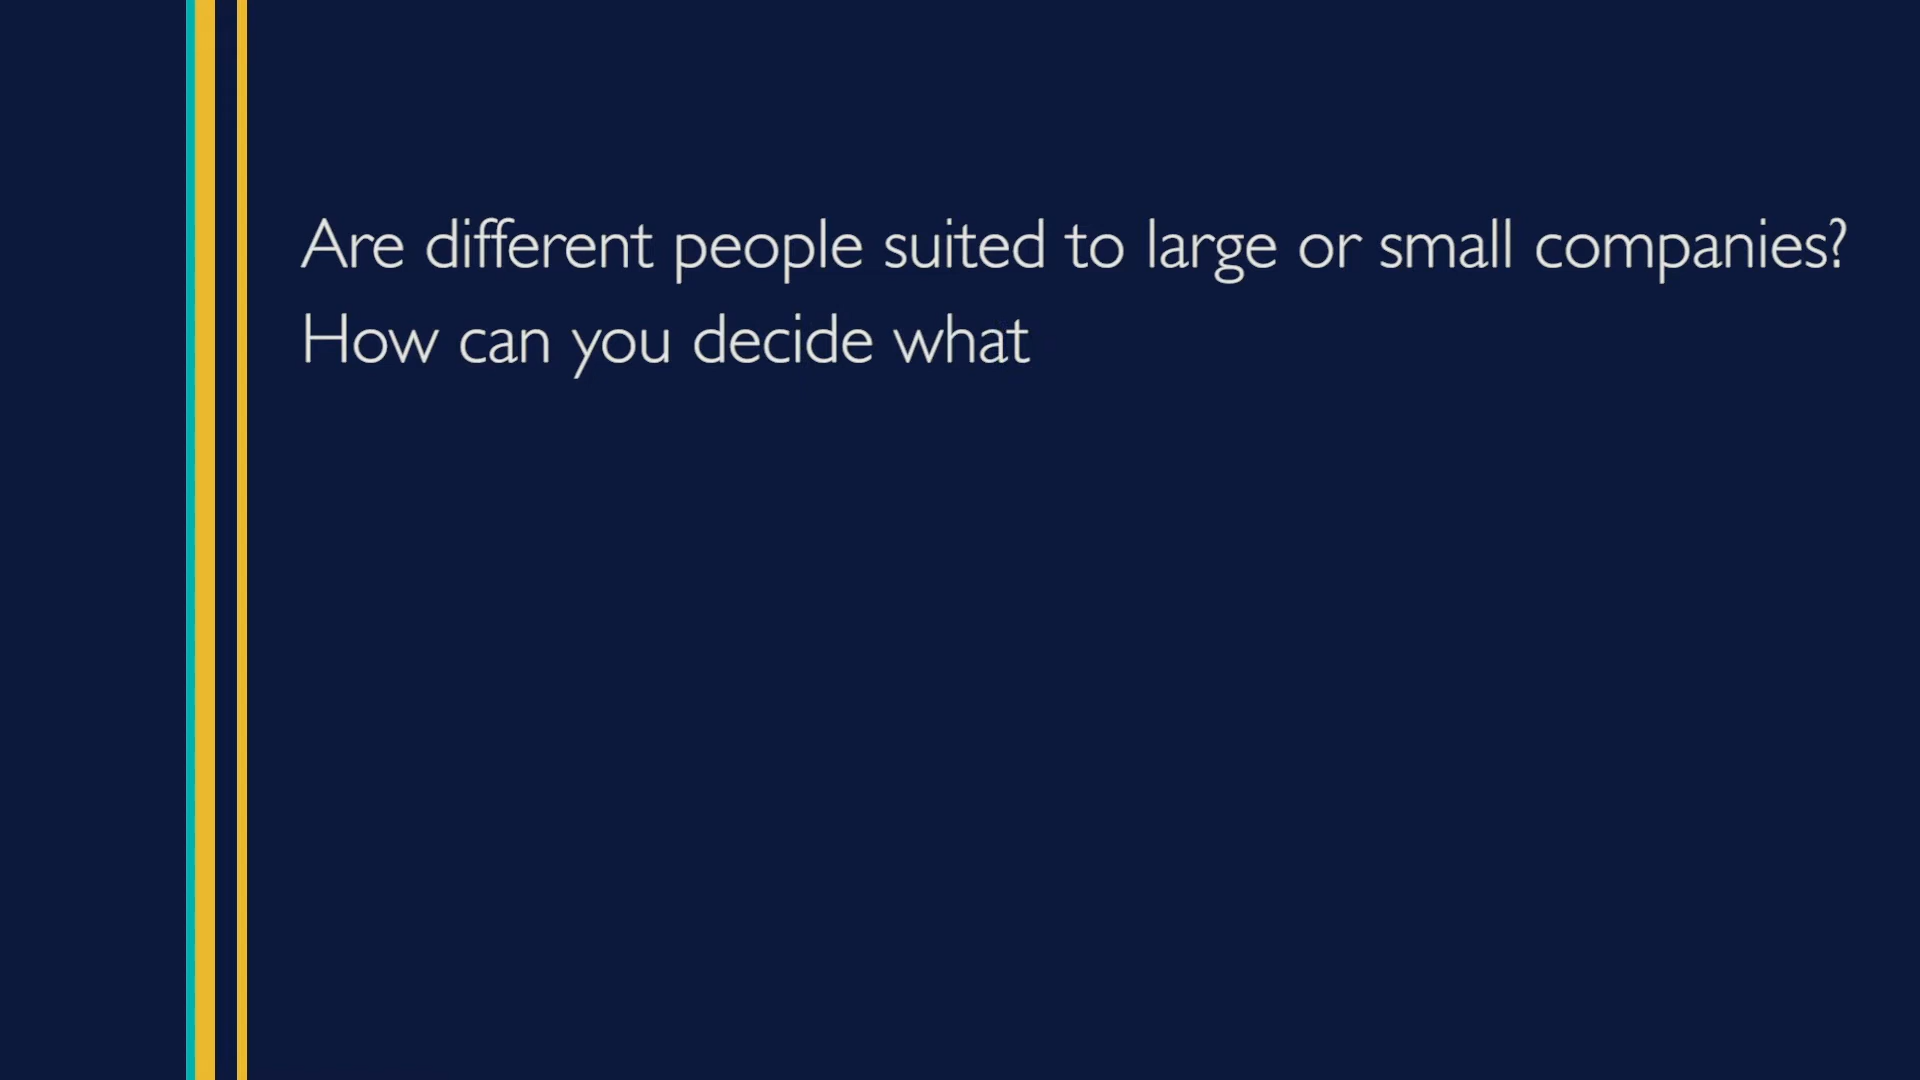 Are different people suited to large or small companies?
How can you decide what